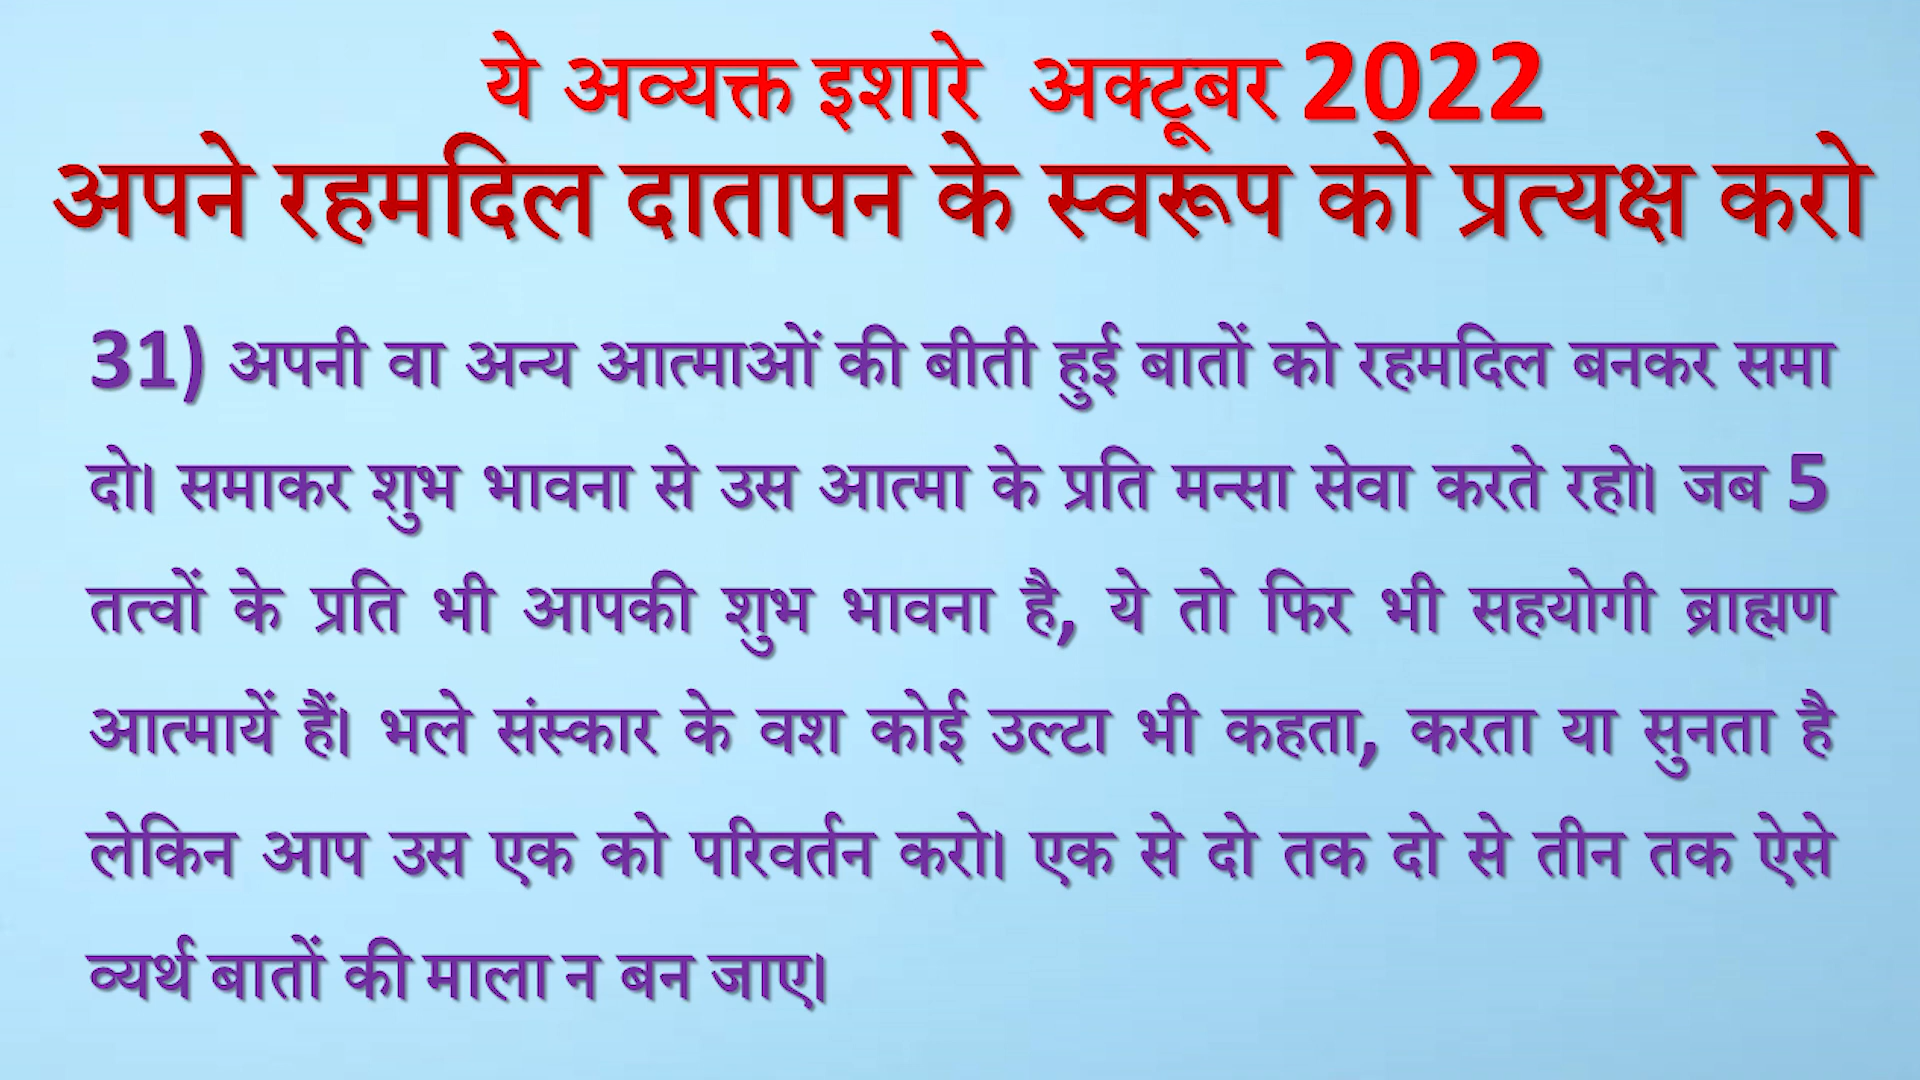 ये अव्यक्त इशारे अक्टूबर 2022
अपने रहमदिल दातापन के स्वरूप को प्रत्यक्ष करो
31) अपनी वा अन्य आत्माओं की बीती हुई बातों को रहमदिल बनकर समा
दो। समाकर शुभ भावना से उस आत्मा के प्रति मन्सा सेवा करते रहो। जब 5
तत्वों के प्रति भी आपकी शुभ भावना है, ये तो फिर भी सहयोगी ब्राह्मण
आत्मायें हैं। भले संस्कार के वश कोई उल्टा भी कहता, करता या सुनता है
लेकिन आप उस एक को परिवर्तन करो। एक से दो तक दो से तीन तक ऐसे
व्यर्थ बातों की माला न बन जाए।